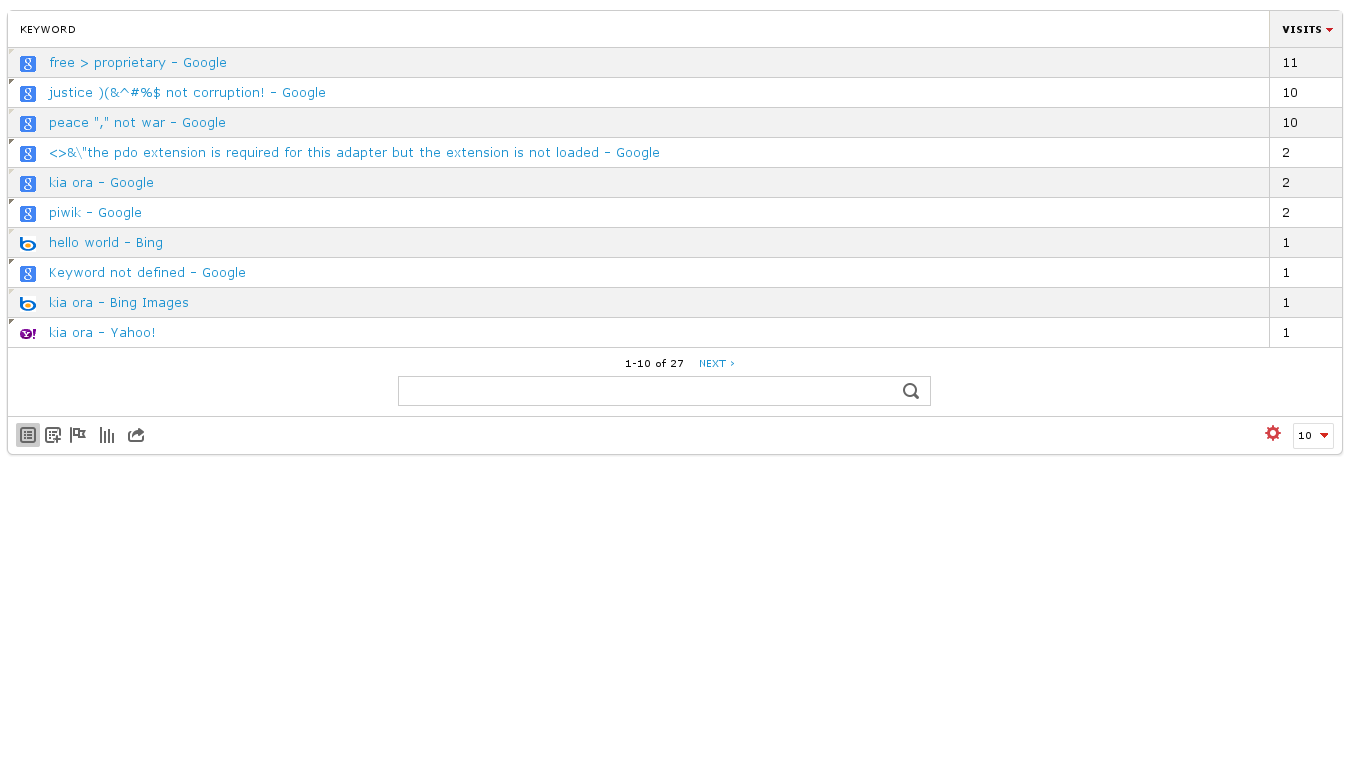 KEYWORD VISITS
free > proprietary - Google 11
justice )(&^#%$ not corruption! - Google 10
peace "," not war - Google 10
<>&\"the pdo extension is required for this adapter but the extension is not loaded - Google 2
kia ora - Google 2
piwik - Google 2
hello world - Bing 1
Keyword not defined - Google 1
kia ora - Bing Images 1
kia ora - Yahoo! 1
1-10 of 27 NEXT ›
10